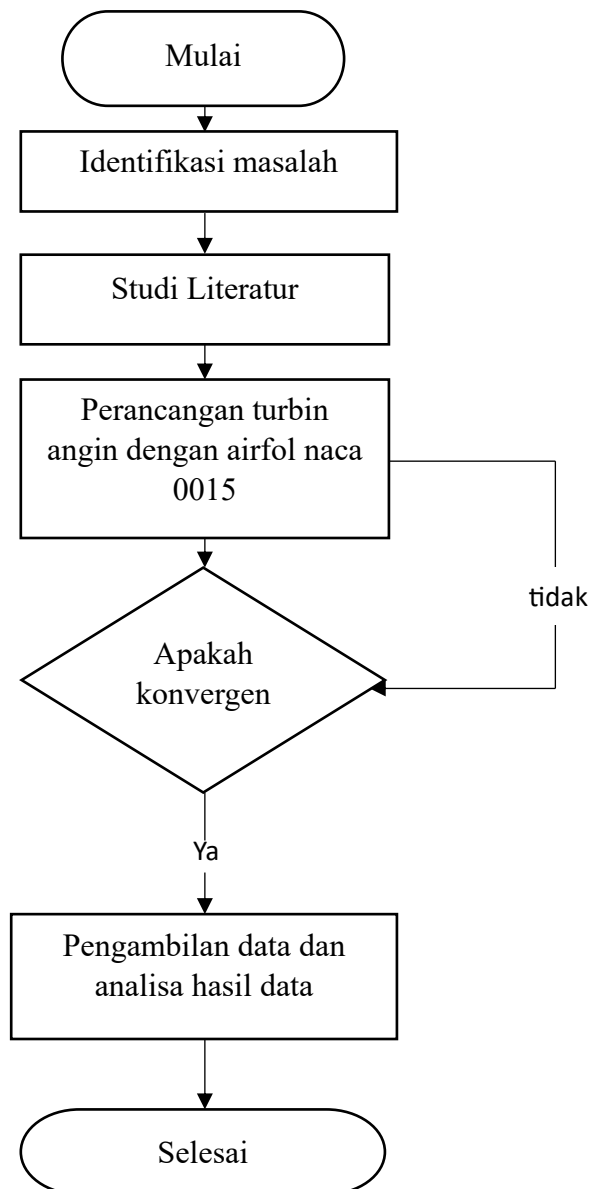 Mulai
Identifikasi masalah
Studi Literatur
Perancangan turbin
angin dengan airfol naca
0015
tidak
Apakah
konvergen
Ya
Pengambilan data dan
analisa hasil data
Selesai